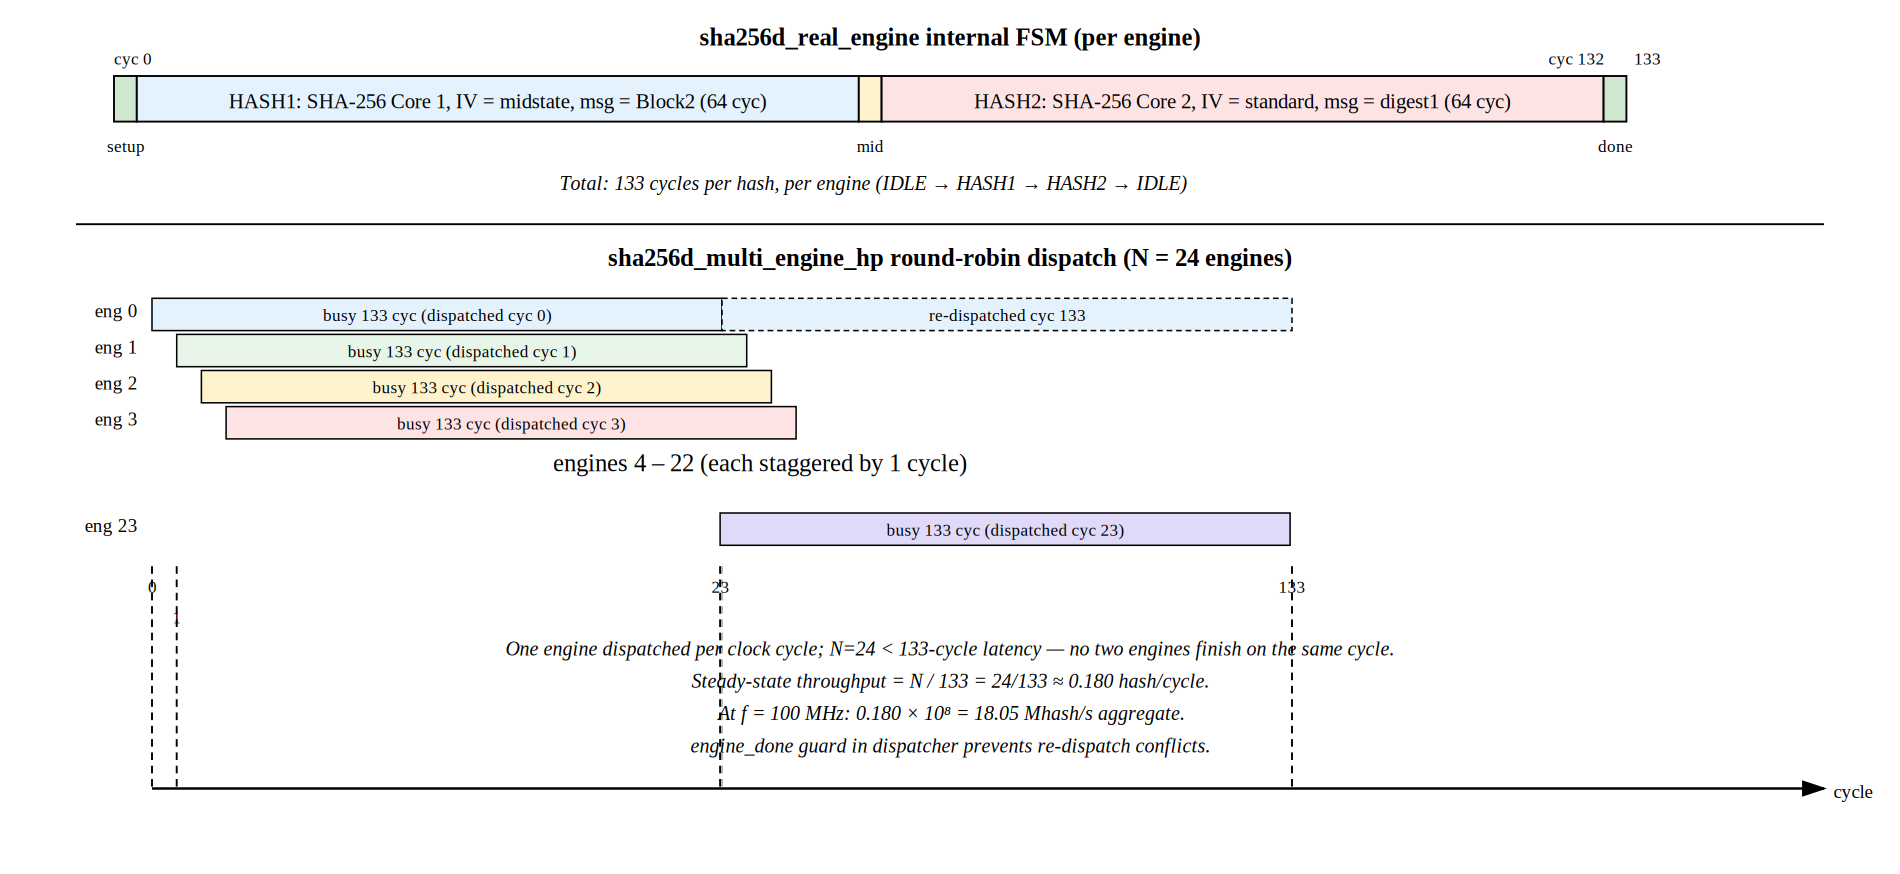 sha256d_real_engine internal FSM (per engine)
cyc 0
cyc 132
133
HASH1: SHA-256 Core 1, IV = midstate, msg = Block2 (64 cyc)
HASH2: SHA-256 Core 2, IV = standard, msg = digest1 (64 cyc)
setup
mid
done
Total: 133 cycles per hash, per engine (IDLE → HASH1 → HASH2 → IDLE)
sha256d_multi_engine_hp round-robin dispatch (N = 24 engines)
eng 0
busy 133 cyc (dispatched cyc 0)
re-dispatched cyc 133
eng 1
busy 133 cyc (dispatched cyc 1)
eng 2
busy 133 cyc (dispatched cyc 2)
eng 3
busy 133 cyc (dispatched cyc 3)
engines 4 – 22 (each staggered by 1 cycle)
eng 23
busy 133 cyc (dispatched cyc 23)
0
23
133
1
One engine dispatched per clock cycle; N=24 < 133-cycle latency — no two engines finish on the same cycle.
Steady-state throughput = N / 133 = 24/133 ≈ 0.180 hash/cycle.
At f = 100 MHz: 0.180 × 10⁸ = 18.05 Mhash/s aggregate.
engine_done guard in dispatcher prevents re-dispatch conflicts.
cycle